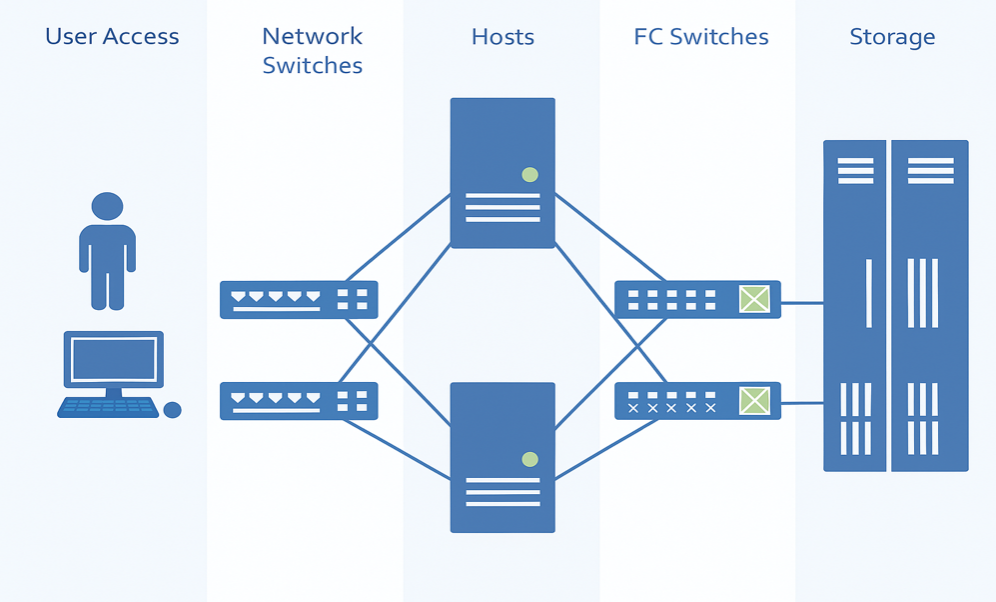 User Access
Network
Switches
Hosts
FC Switches
Storage